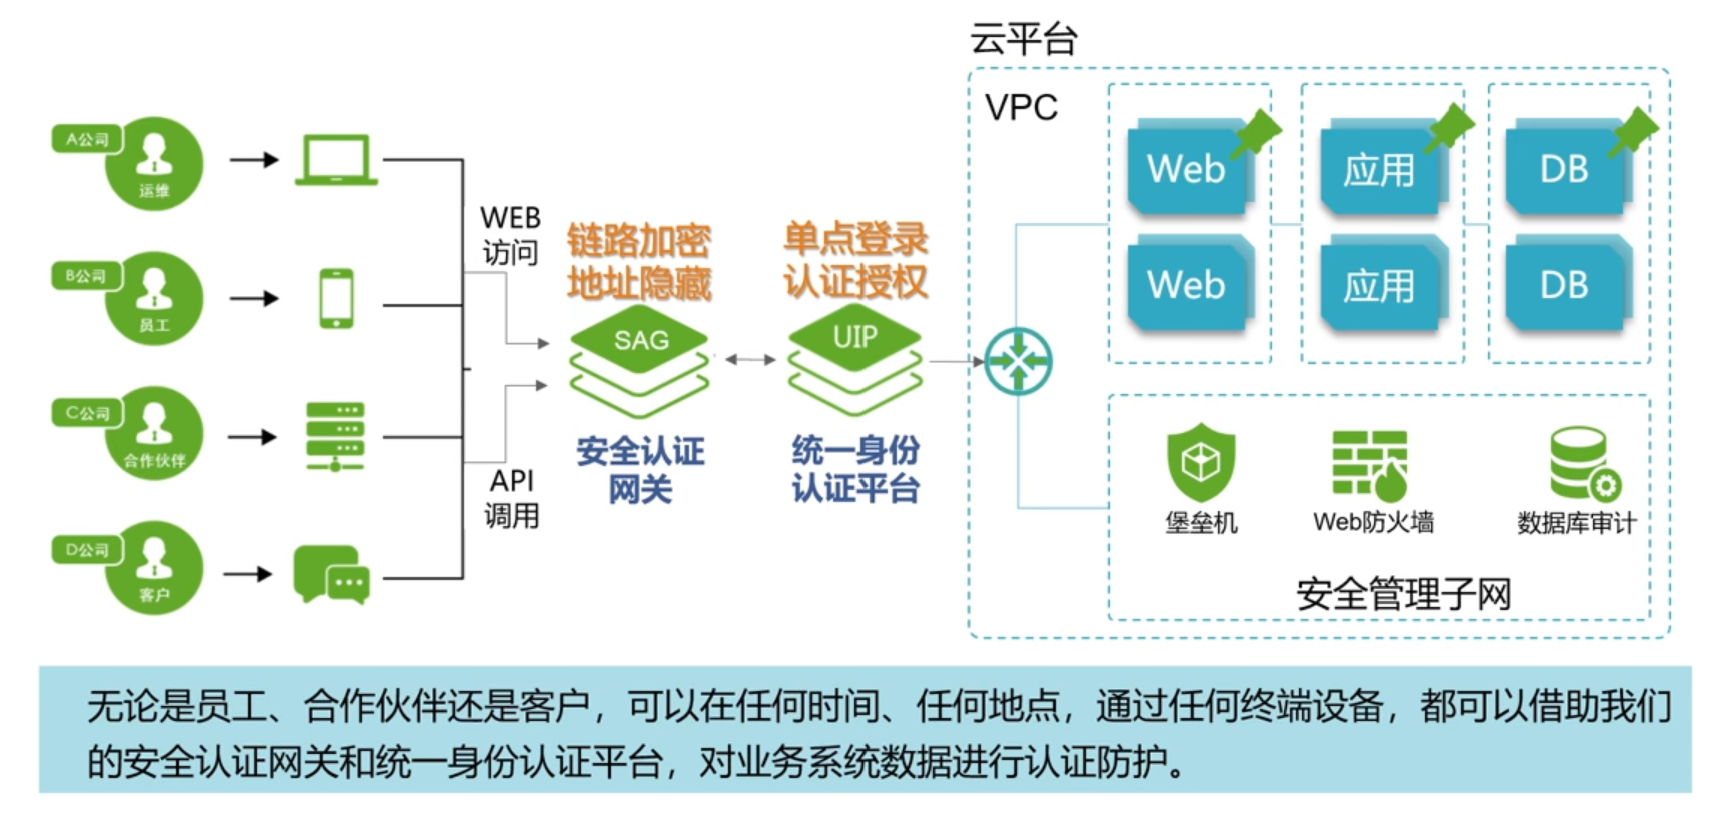 云平台
VPC
A公司
运维
B公司
员工
C公司
合作伙伴
D公司
客户
WEB
访问
API
调用
链路加密
地址隐藏
SAG
安全认证
网关
单点登录
认证授权
UIP
统一身份
认证平台
Web
应用
DB
Web
应用
DB
堡垒机
Web防火墙
数据库审计
安全管理子网
无论是员工、合作伙伴还是客户，可以在任何时间、任何地点，通过任何终端设备，都可以借助我们
的安全认证网关和统一身份认证平台，对业务系统数据进行认证防护。